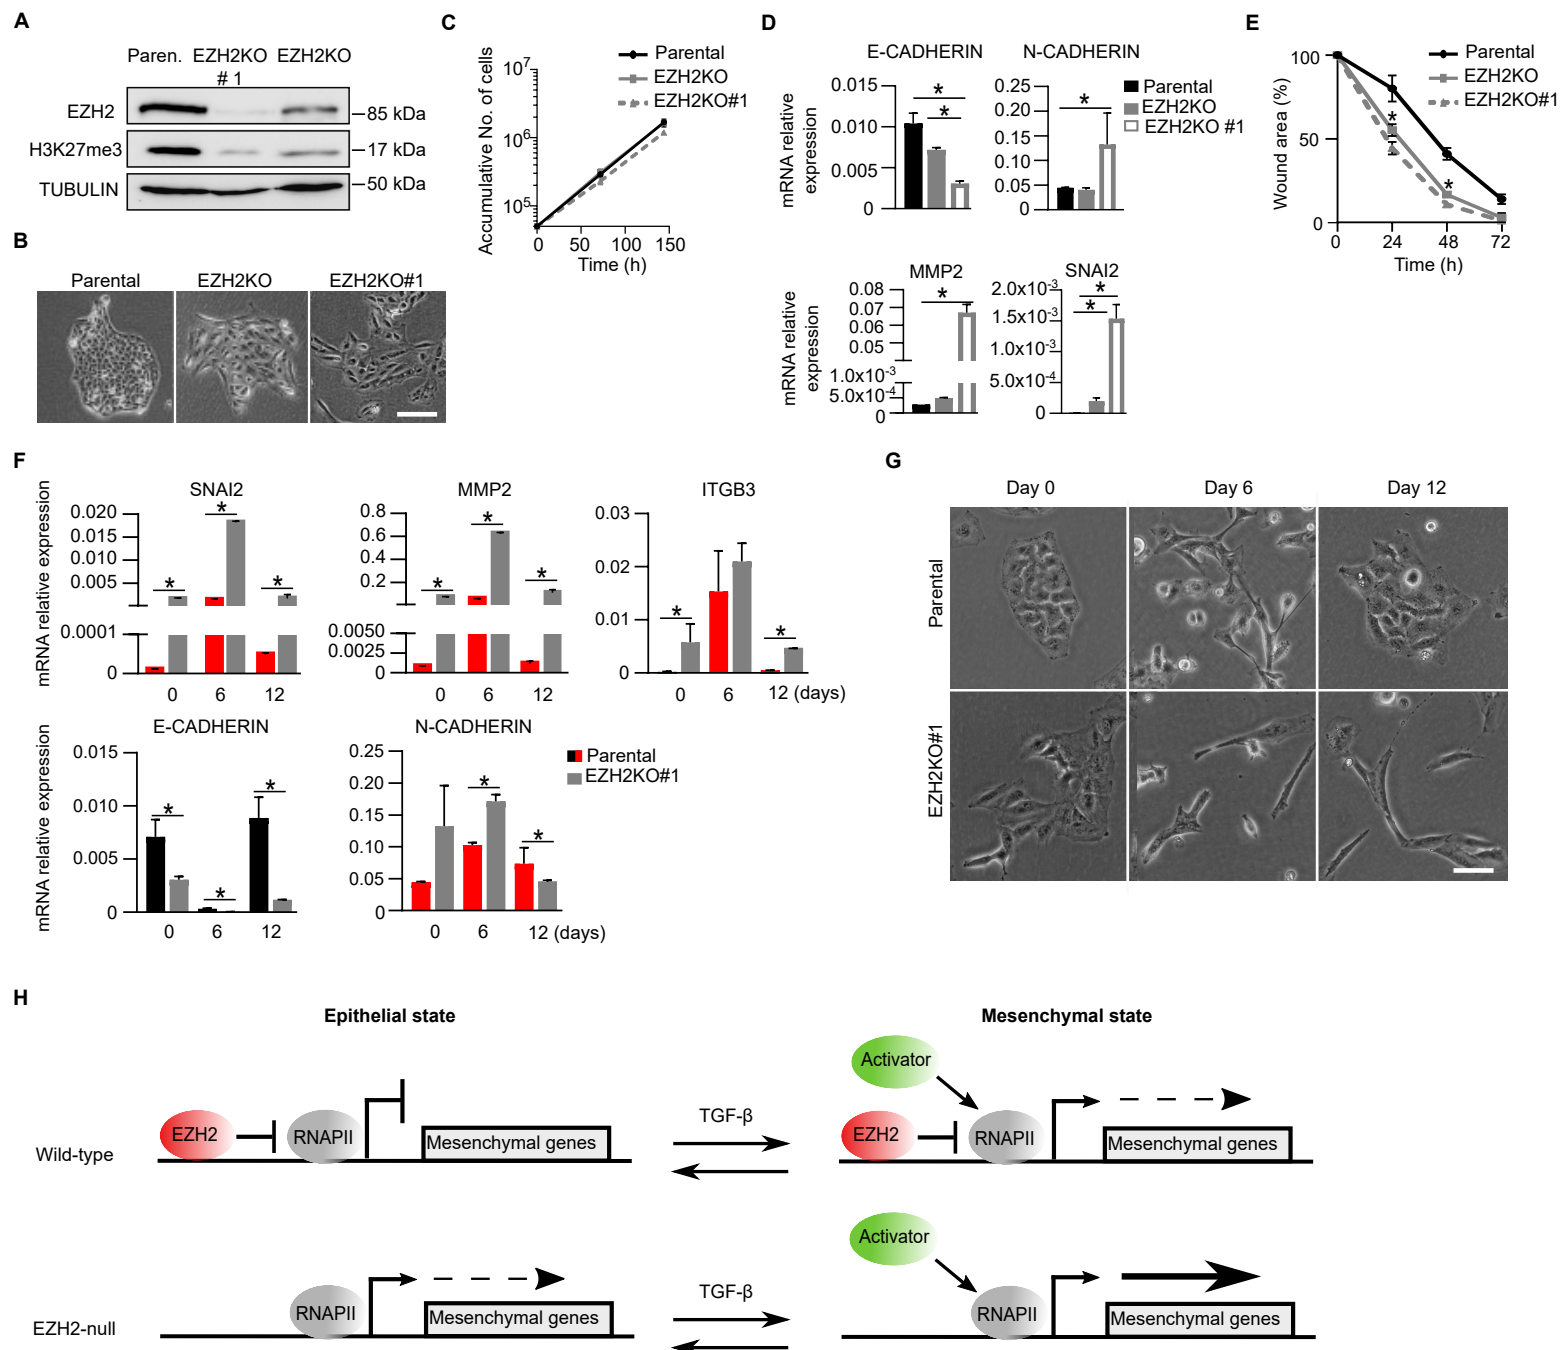 A
Paren. EZH2KO EZH2KO
# 1
EZH2
85 kDa
H3K27me3
17 kDa
TUBULIN
50 kDa
B
Parental EZH2KO EZH2KO#1
C
Parental
EZH2KO
EZH2KO#1
Accumulative No. of cells
10⁷
10⁶
10⁵
0 50 100 150
Time (h)
D
E-CADHERIN
mRNA relative
expression
0.015
0.010
0.005
0
* *
N-CADHERIN
0.25
0.20
0.15
0.10
0.05
0
*
Parental
EZH2KO
EZH2KO #1
MMP2
mRNA relative
expression
0.08
0.07
0.06
0.05
1.0x10⁻³
5.0x10⁻⁴
0
*
SNAI2
2.0x10⁻³
1.5x10⁻³
1.0x10⁻³
5.0x10⁻⁴
0
* *
E
Parental
EZH2KO
EZH2KO#1
Wound area (%)
100
50
0
* *
0 24 48 72
Time (h)
F
SNAI2
mRNA relative expression
0.020
0.015
0.010
0.005
0.0001
0
* * *
0 6 12
MMP2
0.8
0.6
0.4
0.2
0.0050
0.0025
0
* * *
0 6 12
ITGB3
0.03
0.02
0.01
0
* *
0 6 12 (days)
E-CADHERIN
mRNA relative expression
0.015
0.010
0.005
0
* * *
0 6 12
N-CADHERIN
0.25
0.20
0.15
0.10
0.05
0
* *
0 6 12 (days)
Parental
EZH2KO#1
G
Day 0 Day 6 Day 12
Parental
EZH2KO#1
H
Epithelial state Mesenchymal state
Wild-type
EZH2 RNAPII Mesenchymal genes
TGF-β
Activator
EZH2 RNAPII Mesenchymal genes
EZH2-null
RNAPII Mesenchymal genes
TGF-β
Activator
RNAPII Mesenchymal genes